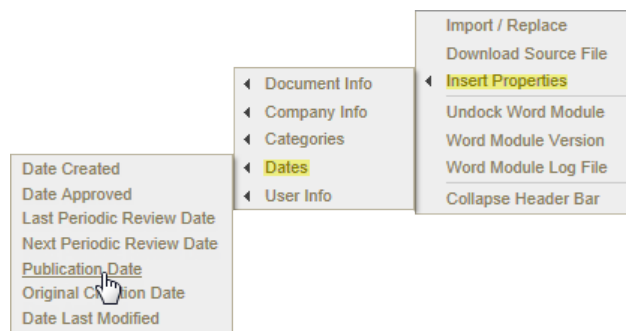 Import / Replace
Download Source File
Insert Properties
Undock Word Module
Word Module Version
Word Module Log File
Collapse Header Bar
Document Info
Company Info
Categories
Dates
User Info
Date Created
Date Approved
Last Periodic Review Date
Next Periodic Review Date
Publication Date
Original Creation Date
Date Last Modified